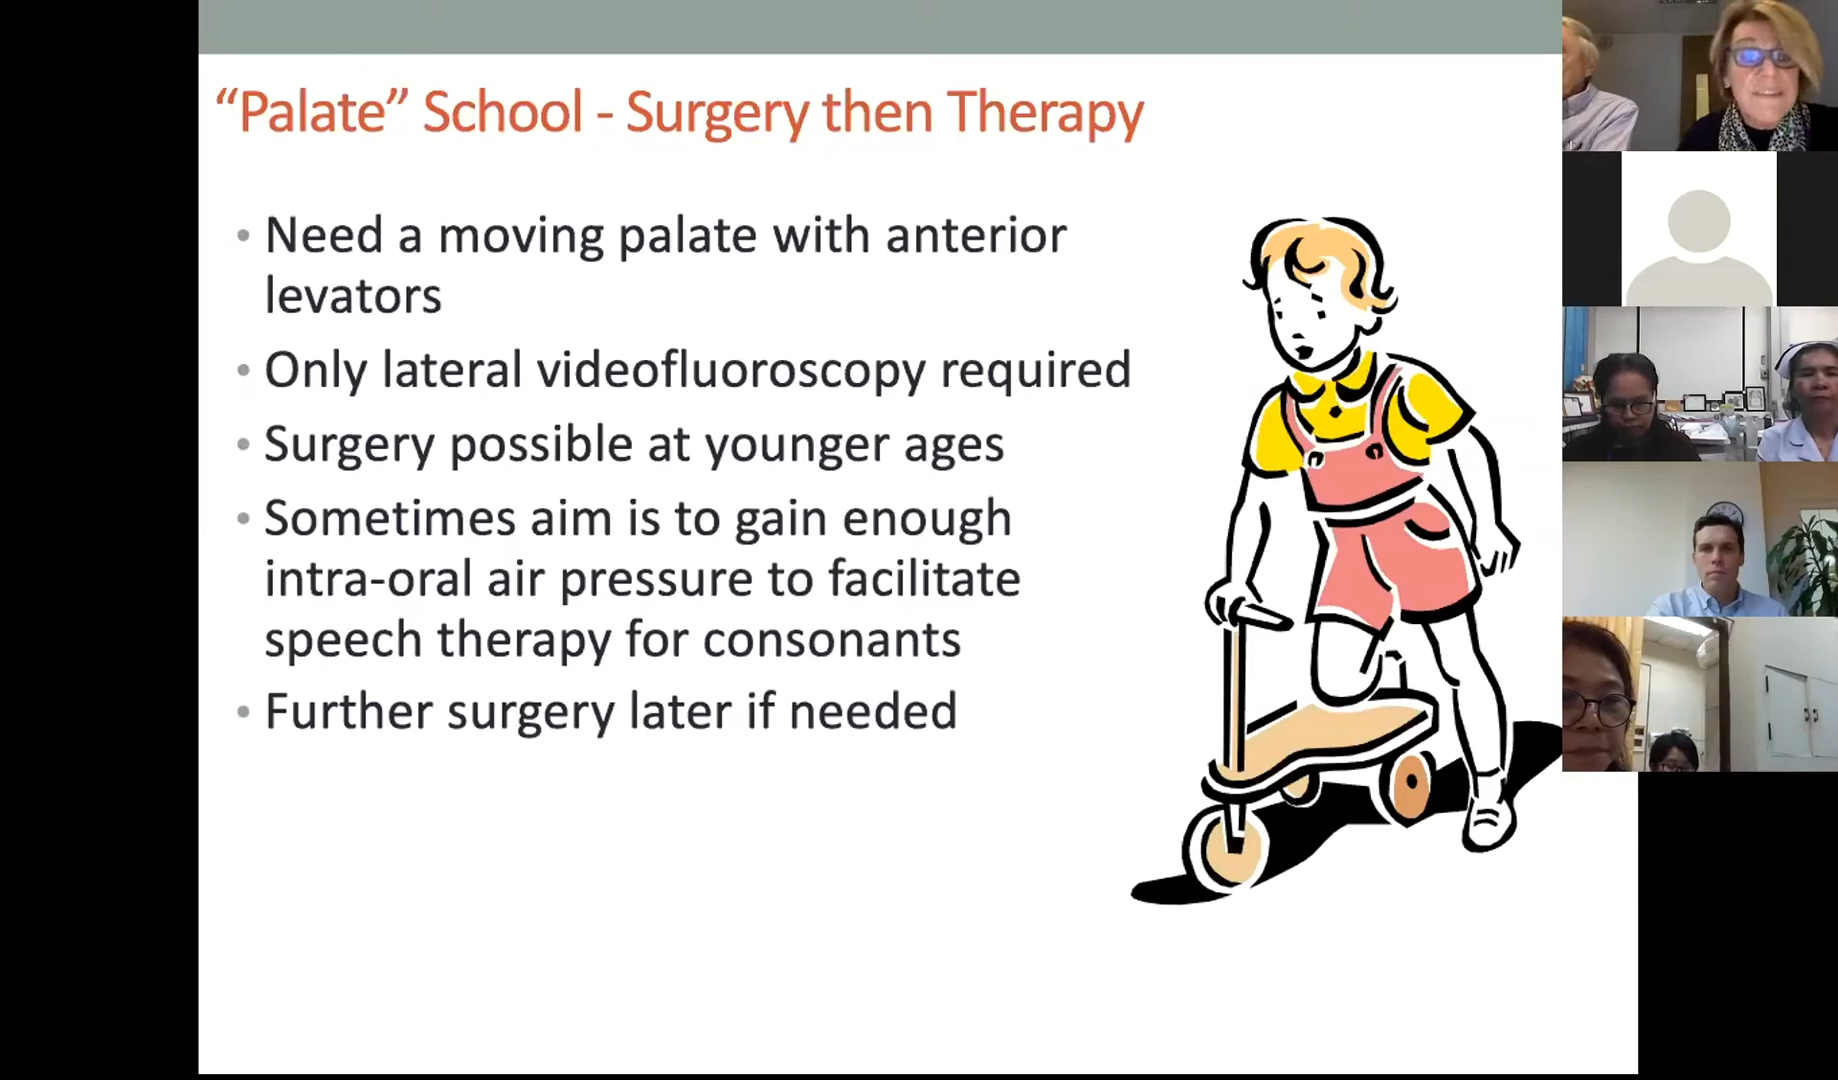 “Palate” School - Surgery then Therapy
• Need a moving palate with anterior
levators
• Only lateral videofluoroscopy required
• Surgery possible at younger ages
• Sometimes aim is to gain enough
intra-oral air pressure to facilitate
speech therapy for consonants
• Further surgery later if needed